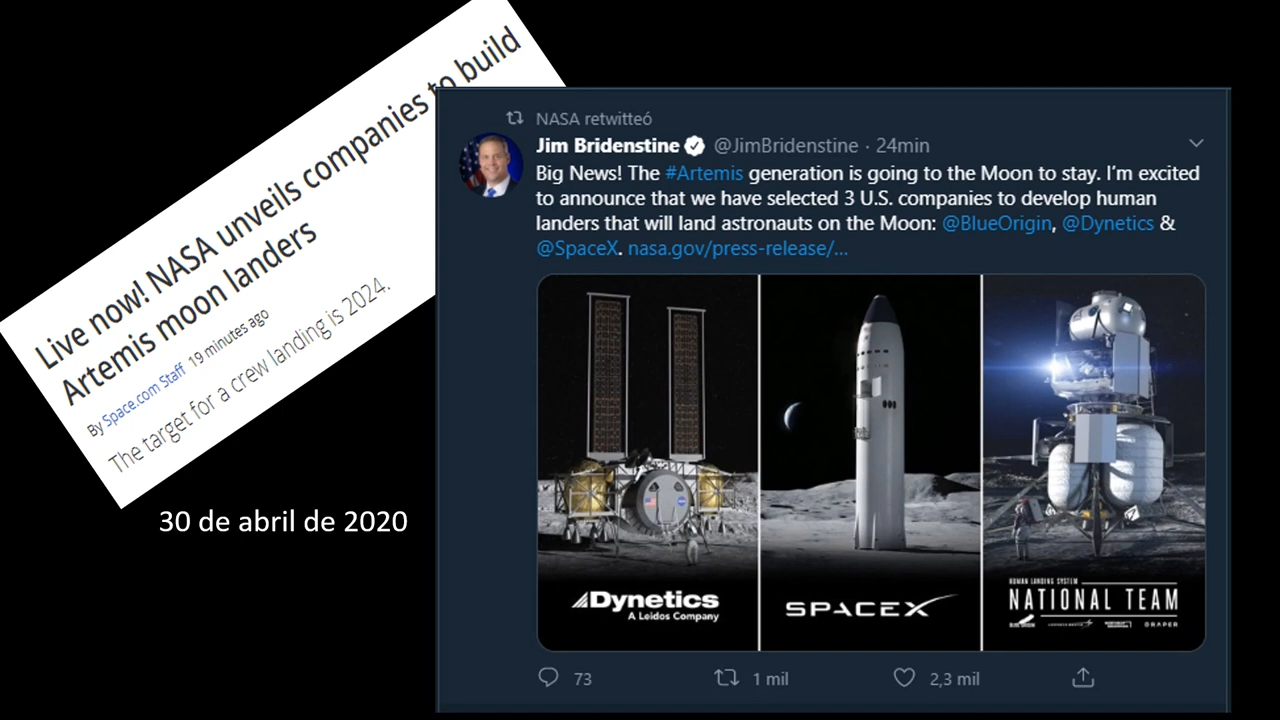 Live now! NASA unveils companies to build
Artemis moon landers
By Space.com Staff 19 minutes ago
The target for a crew landing is 2024.
30 de abril de 2020
NASA retwitteó
Jim Bridenstine @JimBridenstine · 24min
Big News! The #Artemis generation is going to the Moon to stay. I'm excited
to announce that we have selected 3 U.S. companies to develop human
landers that will land astronauts on the Moon: @BlueOrigin, @Dynetics &
@SpaceX. nasa.gov/press-release/...
Dynetics
A Leidos Company
SPACEX
HUMAN LANDING SYSTEM
NATIONAL TEAM
BLUE ORIGIN DRAPER
73 1 mil 2,3 mil